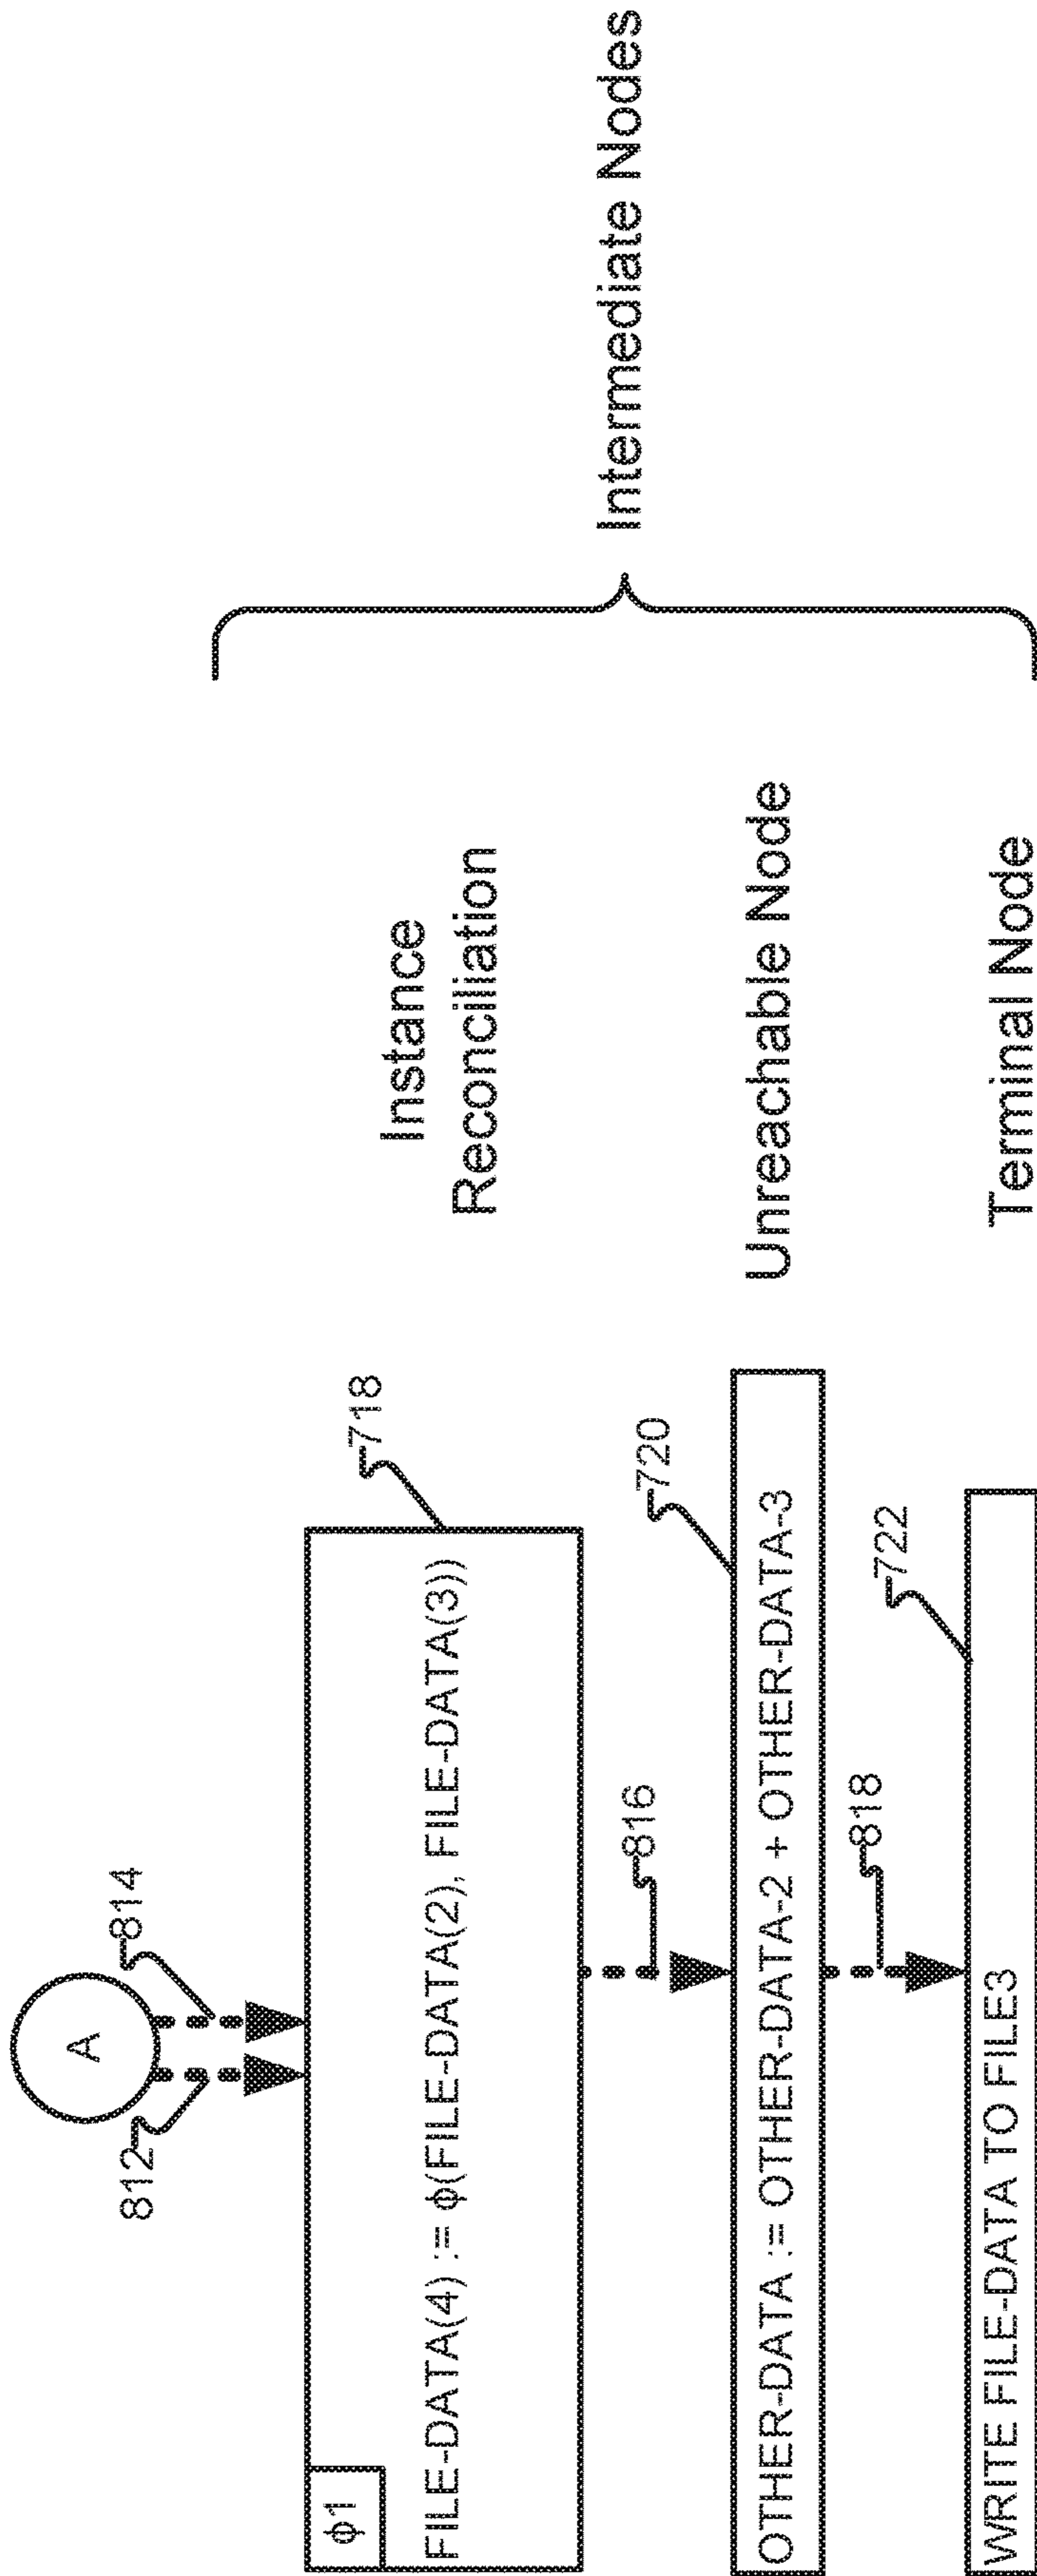 A
812
814
φ1
FILE-DATA(4) := φ(FILE-DATA(2), FILE-DATA(3))
718
Instance
Reconciliation
Intermediate Nodes
816
OTHER-DATA := OTHER-DATA-2 + OTHER-DATA-3
720
Unreachable Node
818
WRITE FILE-DATA TO FILE3
722
Terminal Node